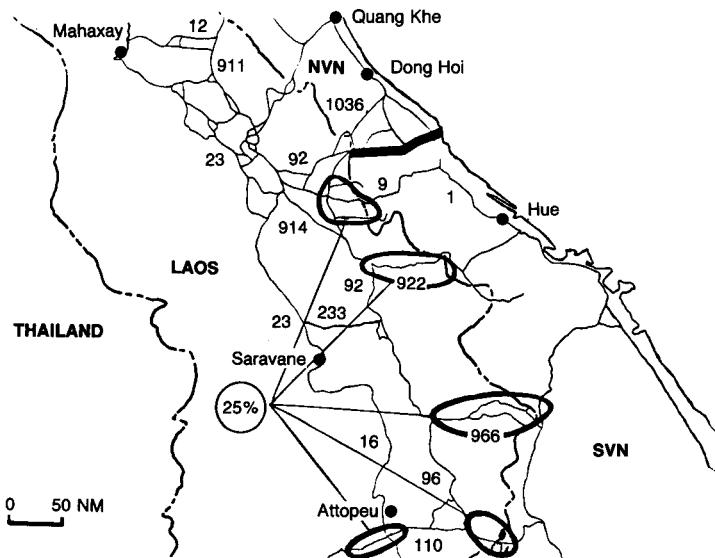 Quang Khe
12
Mahaxay
NVN
911
Dong Hoi
1036
23
92
9
1
Hue
914
LAOS
92
922
THAILAND
23
233
Saravane
25%
966
16
SVN
96
0 50 NM
Attopeu
110